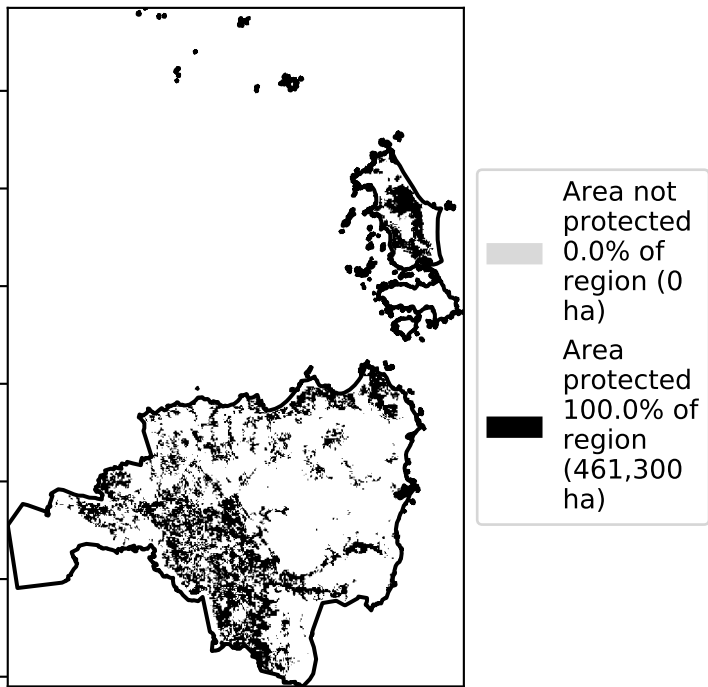 Area not
protected
0.0% of
region (0
ha)
Area
protected
100.0% of
region
(461,300
ha)